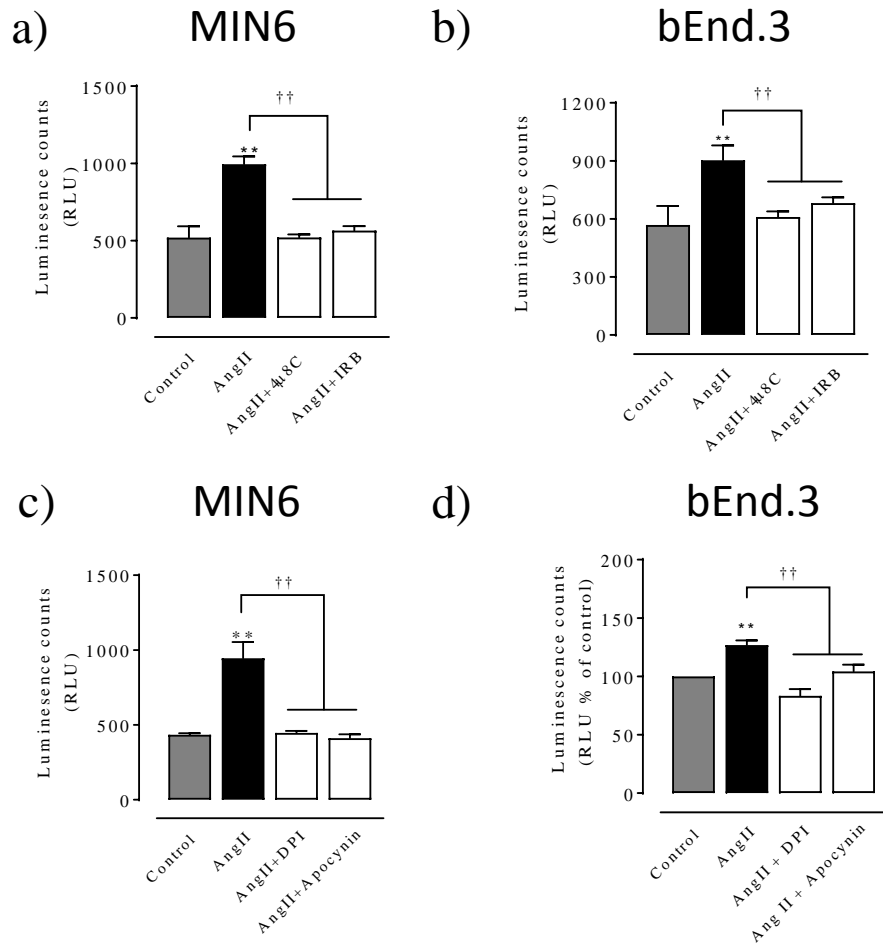 a)
MIN6
Luminesence counts
(RLU)
1500
1000
500
0
††
**
Control
AngII
AngII+4μ8C
AngII+IRB
b)
bEnd.3
Luminesence counts
(RLU)
1200
900
600
300
0
††
**
Control
AngII
AngII+4μ8C
AngII+IRB
c)
MIN6
Luminesence counts
(RLU)
1500
1000
500
0
††
**
Control
AngII
AngII+DPI
AngII+Apocynin
d)
bEnd.3
Luminescence counts
(RLU % of control)
200
150
100
50
0
††
**
Control
AngII
AngII + DPI
Ang II + Apocynin